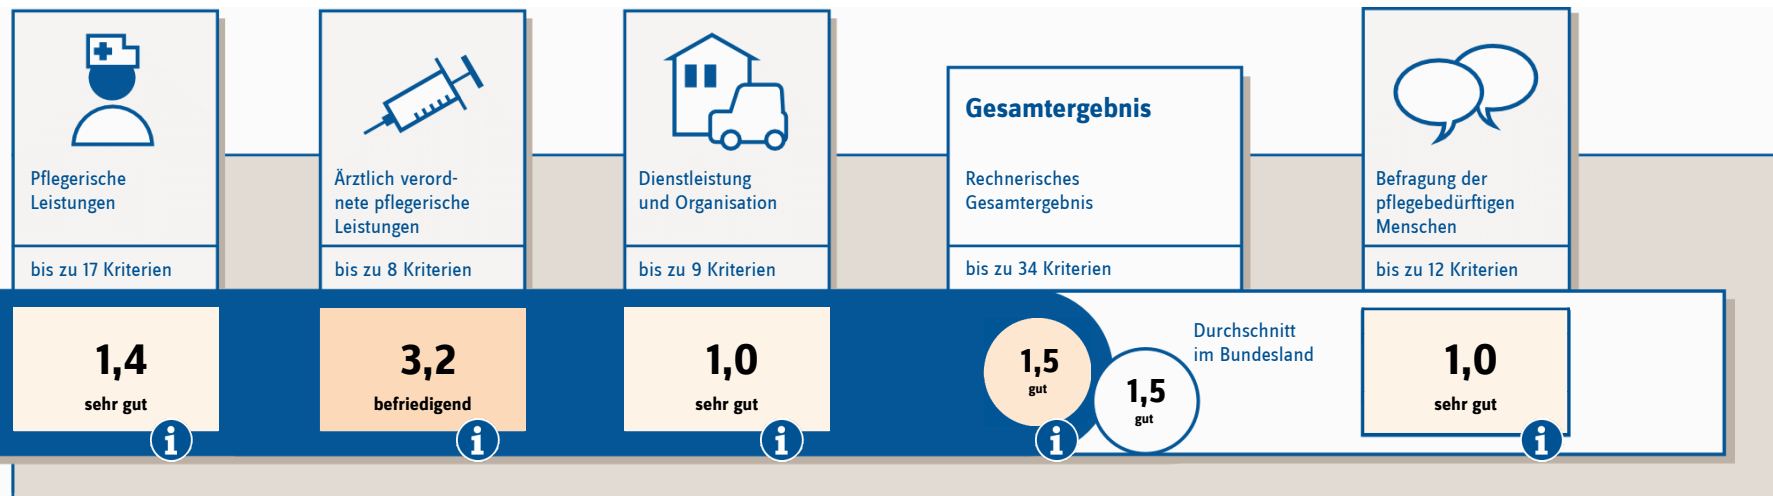 Pflegerische
Leistungen
bis zu 17 Kriterien
1,4
sehr gut
Ärztlich verord-
nete pflegerische
Leistungen
bis zu 8 Kriterien
3,2
befriedigend
Dienstleistung
und Organisation
bis zu 9 Kriterien
1,0
sehr gut
Gesamtergebnis
Rechnerisches
Gesamtergebnis
bis zu 34 Kriterien
1,5
gut
Durchschnitt
im Bundesland
1,5
gut
Befragung der
pflegebedürftigen
Menschen
bis zu 12 Kriterien
1,0
sehr gut